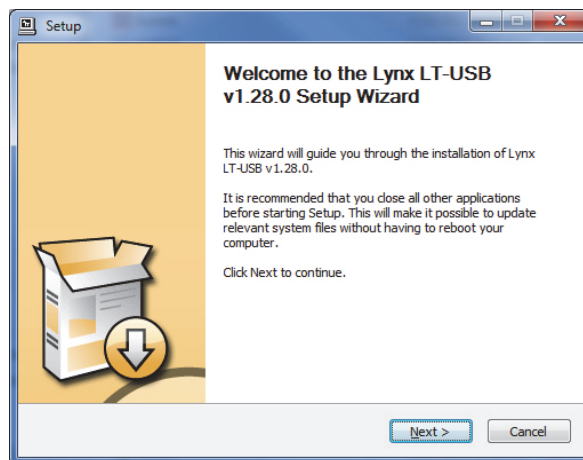 Setup
Welcome to the Lynx LT-USB
v1.28.0 Setup Wizard
This wizard will guide you through the installation of Lynx
LT-USB v1.28.0.
It is recommended that you close all other applications
before starting Setup. This will make it possible to update
relevant system files without having to reboot your
computer.
Click Next to continue.
Next >
Cancel